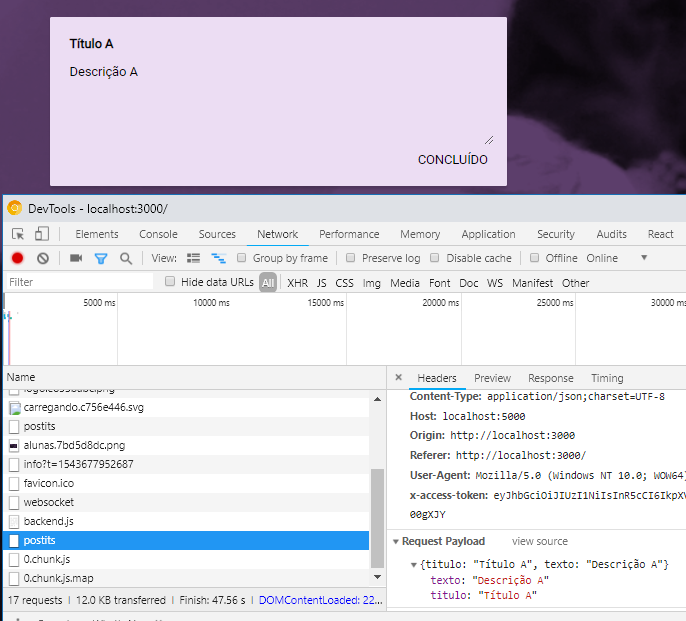 Título A
Descrição A
CONCLUÍDO
DevTools - localhost:3000/
Elements Console Sources Network Performance Memory Application Security Audits React
View: Group by frame Preserve log Disable cache Offline Online
Filter Hide data URLs All XHR JS CSS Img Media Font Doc WS Manifest Other
5000 ms 10000 ms 15000 ms 20000 ms 25000 ms 30000 ms
Name
carregando.c756e446.svg
postits
alunas.7bd5d8dc.png
info?t=1543677952687
favicon.ico
websocket
backend.js
postits
0.chunk.js
0.chunk.js.map
17 requests 12.0 KB transferred Finish: 47.56 s DOMContentLoaded: 22...
× Headers Preview Response Timing
Content-Type: application/json;charset=UTF-8
Host: localhost:5000
Origin: http://localhost:3000
Referer: http://localhost:3000/
User-Agent: Mozilla/5.0 (Windows NT 10.0; WOW64)
x-access-token: eyJhbGciOiJIUzI1NiIsInR5cCI6IkpXV
00gXJY
Request Payload view source
{titulo: "Título A", texto: "Descrição A"}
texto: "Descrição A"
titulo: "Título A"